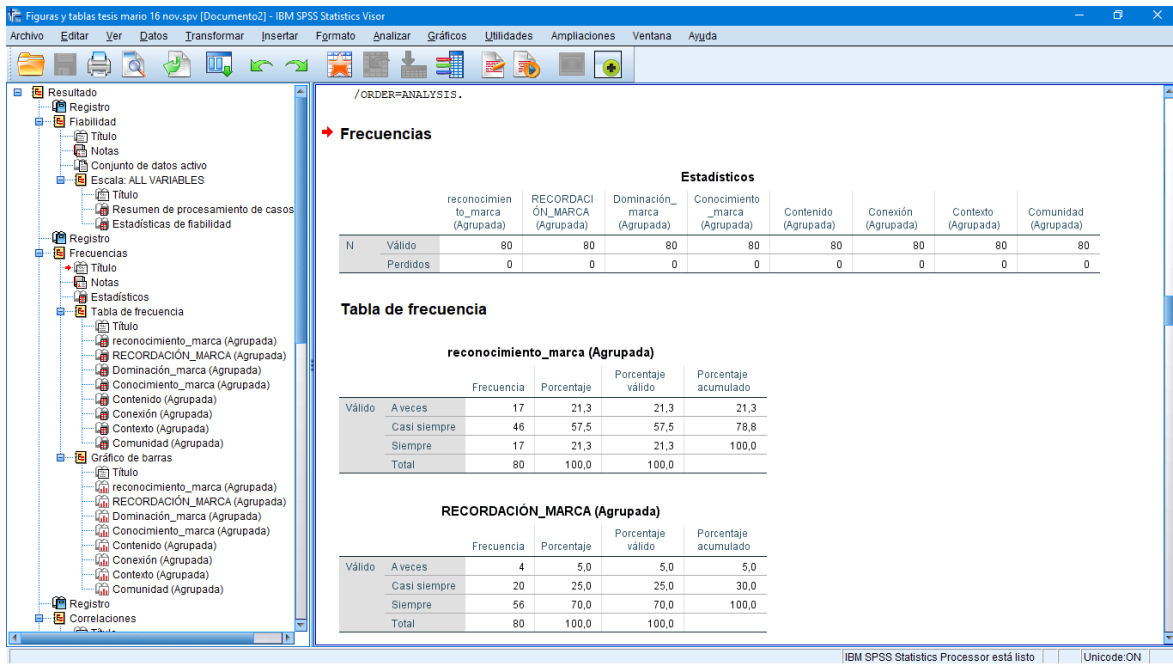 Figuras y tablas tesis mario 16 nov.spv [Documento2] - IBM SPSS Statistics Visor
Archivo Editar Ver Datos Transformar Insertar Formato Analizar Gráficos Utilidades Ampliaciones Ventana Ayuda
Resultado
Registro
Fiabilidad
Título
Notas
Conjunto de datos activo
Escala: ALL VARIABLES
Título
Resumen de procesamiento de casos
Estadísticas de fiabilidad
Registro
Frecuencias
Título
Notas
Estadísticos
Tabla de frecuencia
Título
reconocimiento_marca (Agrupada)
RECORDACIÓN_MARCA (Agrupada)
Dominación_marca (Agrupada)
Conocimiento_marca (Agrupada)
Contenido (Agrupada)
Conexión (Agrupada)
Contexto (Agrupada)
Comunidad (Agrupada)
Gráfico de barras
Título
reconocimiento_marca (Agrupada)
RECORDACIÓN_MARCA (Agrupada)
Dominación_marca (Agrupada)
Conocimiento_marca (Agrupada)
Contenido (Agrupada)
Conexión (Agrupada)
Contexto (Agrupada)
Comunidad (Agrupada)
Registro
Correlaciones
/ORDER=ANALYSIS.
Frecuencias
Estadísticos
reconocimien RECORDACI Dominación_ Conocimiento
to_marca ÓN_MARCA marca _marca Contenido Conexión Contexto Comunidad
(Agrupada) (Agrupada) (Agrupada) (Agrupada) (Agrupada) (Agrupada) (Agrupada) (Agrupada)
N Válido 80 80 80 80 80 80 80 80
Perdidos 0 0 0 0 0 0 0 0
Tabla de frecuencia
reconocimiento_marca (Agrupada)
Porcentaje Porcentaje
Frecuencia Porcentaje válido acumulado
Válido A veces 17 21,3 21,3 21,3
Casi siempre 46 57,5 57,5 78,8
Siempre 17 21,3 21,3 100,0
Total 80 100,0 100,0
RECORDACIÓN_MARCA (Agrupada)
Porcentaje Porcentaje
Frecuencia Porcentaje válido acumulado
Válido A veces 4 5,0 5,0 5,0
Casi siempre 20 25,0 25,0 30,0
Siempre 56 70,0 70,0 100,0
Total 80 100,0 100,0
IBM SPSS Statistics Processor está listo Unicode:ON